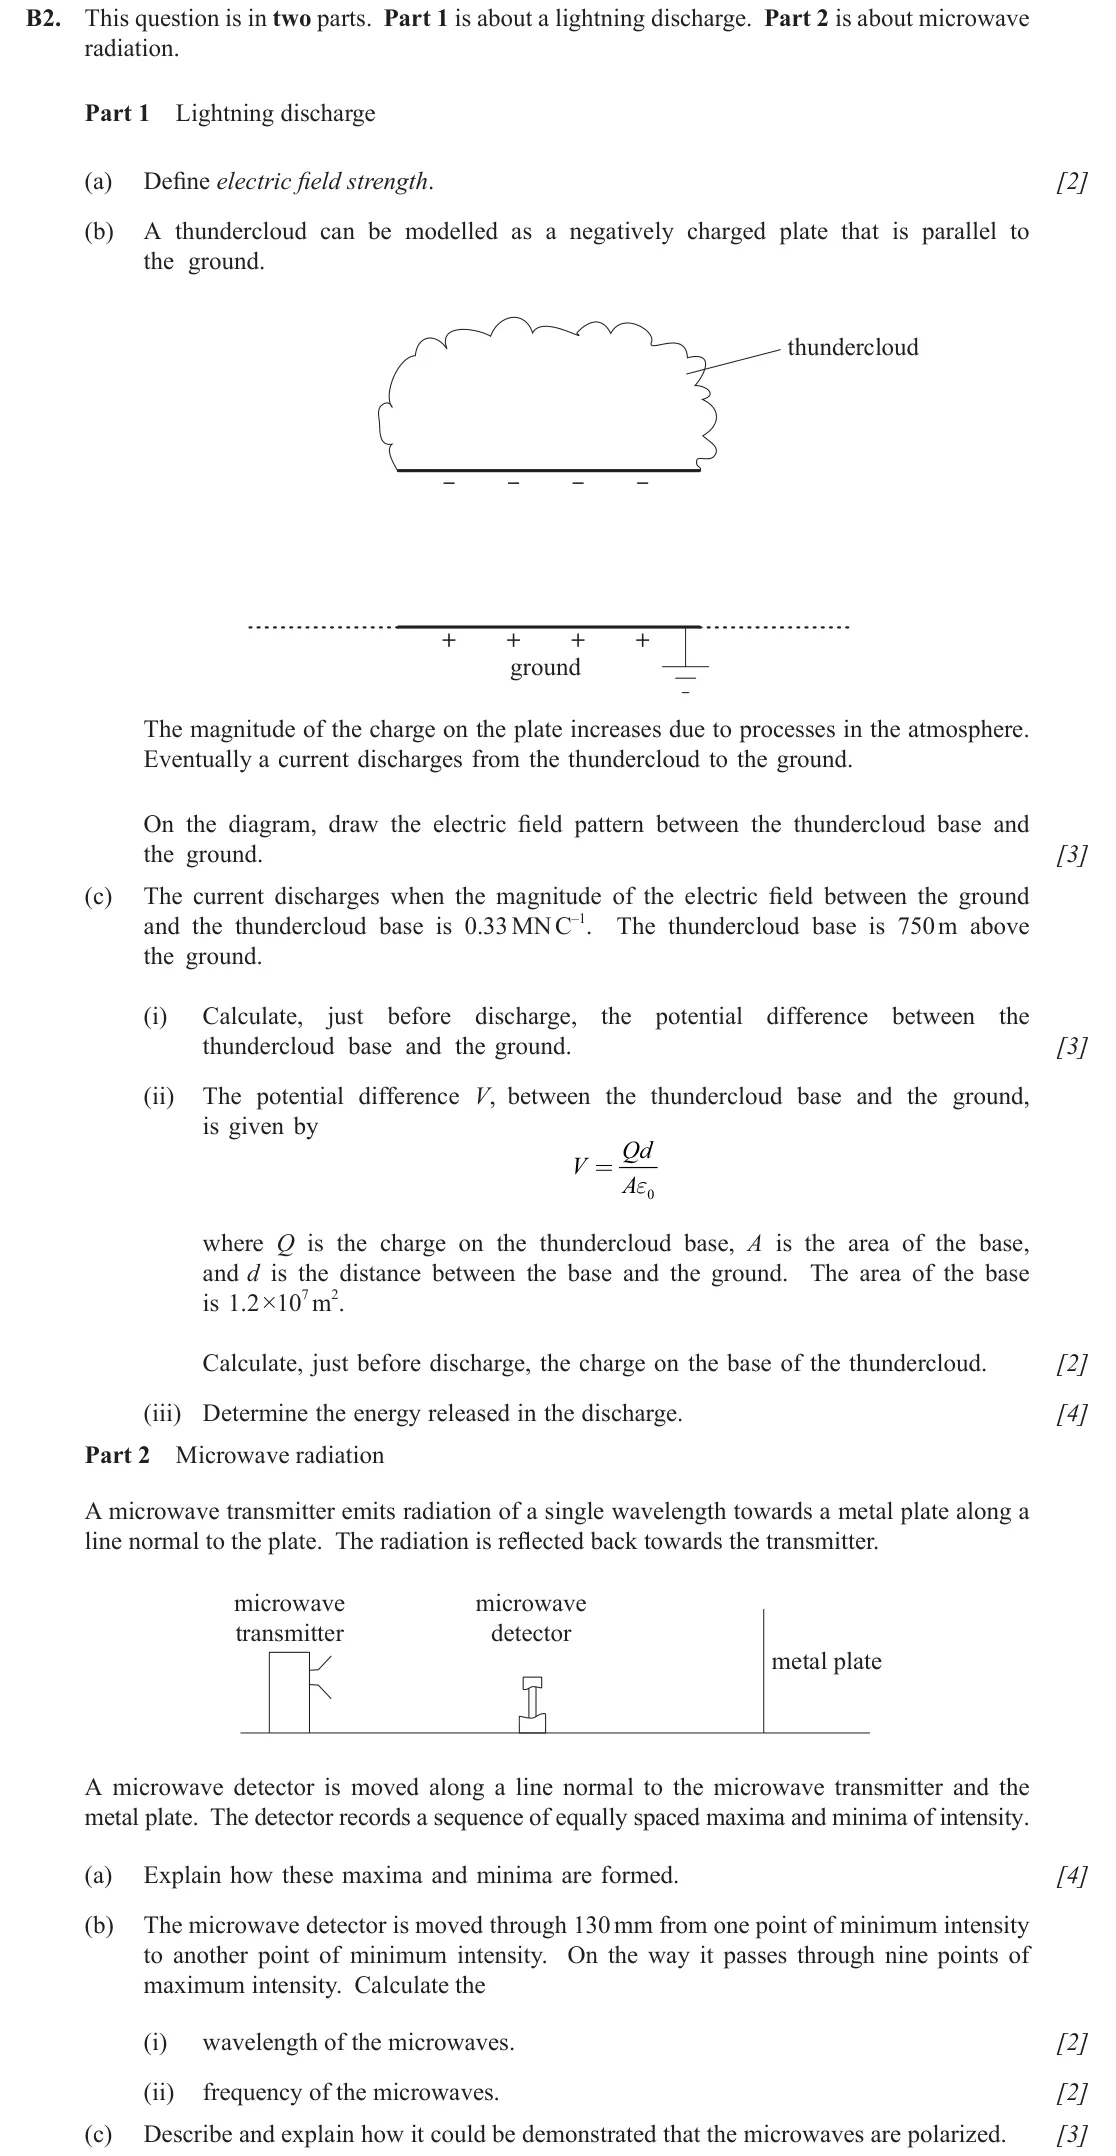 B2. This question is in two parts. Part 1 is about a lightning discharge. Part 2 is about microwave
radiation.
Part 1 Lightning discharge
(a) Define electric field strength. [2]
(b) A thundercloud can be modelled as a negatively charged plate that is parallel to
the ground.
thundercloud
– – – –
+ + + +
ground
The magnitude of the charge on the plate increases due to processes in the atmosphere.
Eventually a current discharges from the thundercloud to the ground.
On the diagram, draw the electric field pattern between the thundercloud base and
the ground. [3]
(c) The current discharges when the magnitude of the electric field between the ground
and the thundercloud base is 0.33 MN C⁻¹. The thundercloud base is 750 m above
the ground.
(i) Calculate, just before discharge, the potential difference between the
thundercloud base and the ground. [3]
(ii) The potential difference V, between the thundercloud base and the ground,
is given by
V = Qd / Aε₀
where Q is the charge on the thundercloud base, A is the area of the base,
and d is the distance between the base and the ground. The area of the base
is 1.2×10⁷ m².
Calculate, just before discharge, the charge on the base of the thundercloud. [2]
(iii) Determine the energy released in the discharge. [4]
Part 2 Microwave radiation
A microwave transmitter emits radiation of a single wavelength towards a metal plate along a
line normal to the plate. The radiation is reflected back towards the transmitter.
microwave microwave
transmitter detector
metal plate
A microwave detector is moved along a line normal to the microwave transmitter and the
metal plate. The detector records a sequence of equally spaced maxima and minima of intensity.
(a) Explain how these maxima and minima are formed. [4]
(b) The microwave detector is moved through 130 mm from one point of minimum intensity
to another point of minimum intensity. On the way it passes through nine points of
maximum intensity. Calculate the
(i) wavelength of the microwaves. [2]
(ii) frequency of the microwaves. [2]
(c) Describe and explain how it could be demonstrated that the microwaves are polarized. [3]